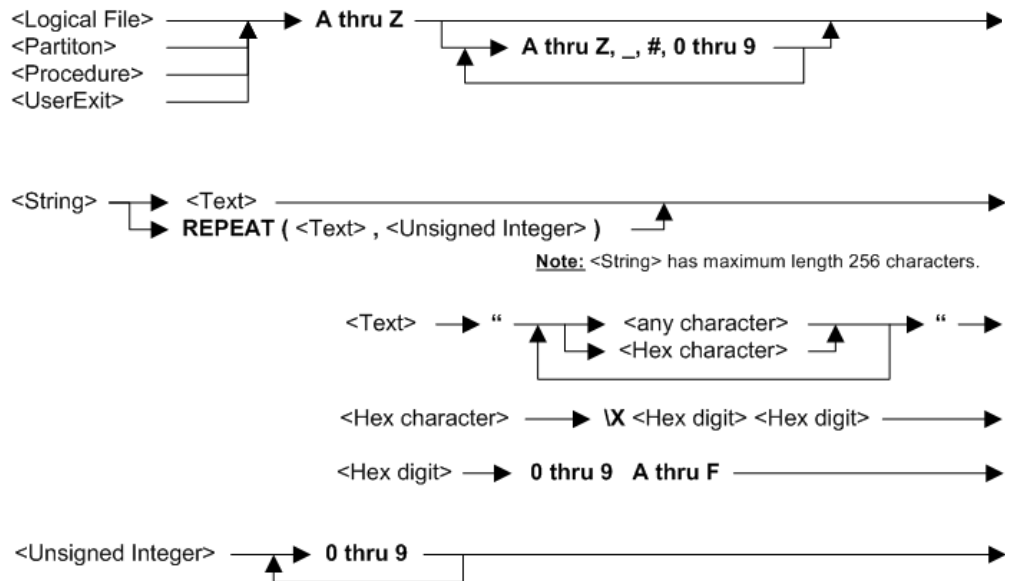 <Logical File> A thru Z
<Partiton> A thru Z, _, #, 0 thru 9
<Procedure>
<UserExit>
<String> <Text>
REPEAT ( <Text> , <Unsigned Integer> )
Note: <String> has maximum length 256 characters.
<Text> “ <any character> “
<Hex character>
<Hex character> \X <Hex digit> <Hex digit>
<Hex digit> 0 thru 9 A thru F
<Unsigned Integer> 0 thru 9